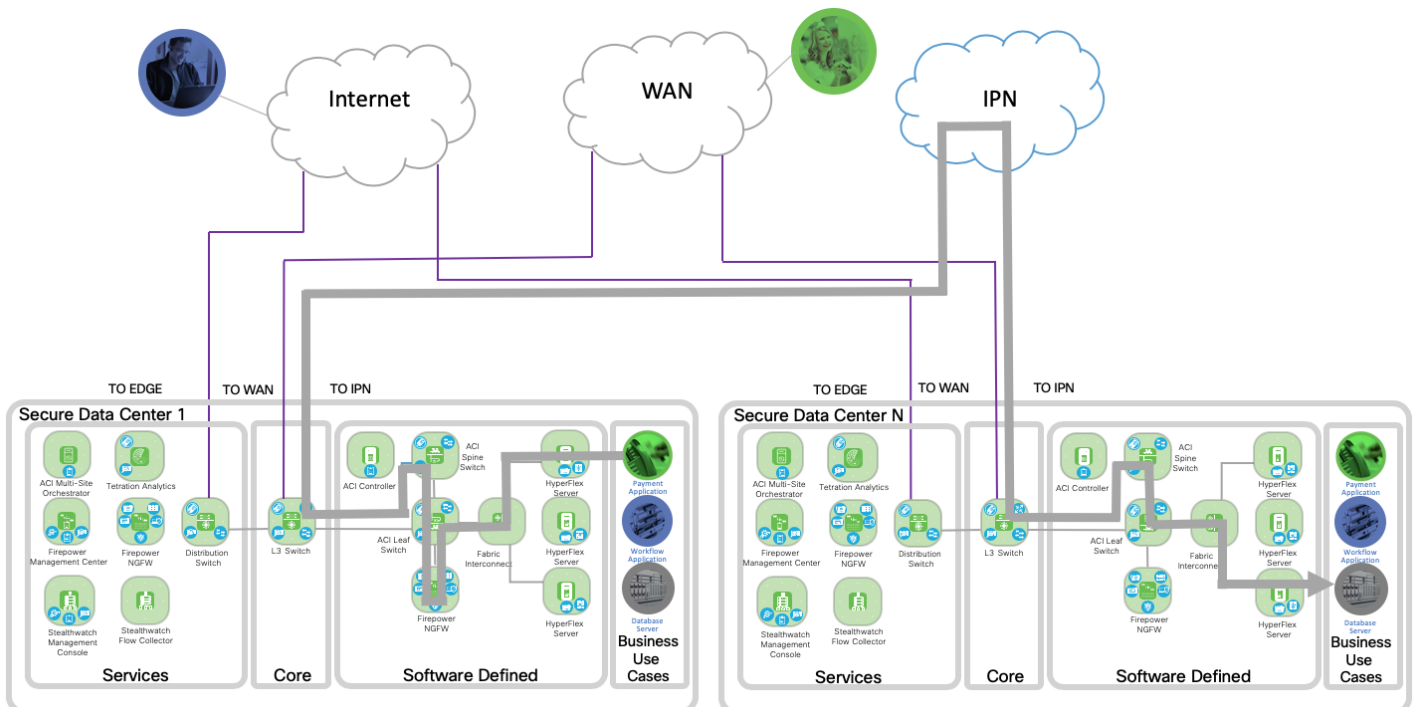 Internet
WAN
IPN
TO EDGE
TO WAN
TO IPN
TO EDGE
TO WAN
TO IPN
Secure Data Center 1
ACI Multi-Site
Orchestrator
Tetration Analytics
Firepower
Management Center
Firepower
NGFW
Distribution
Switch
Stealthwatch
Management
Console
Stealthwatch
Flow Collector
Services
L3 Switch
Core
ACI Controller
ACI
Spine
Switch
ACI Leaf
Switch
Fabric
Interconnect
Firepower
NGFW
HyperFlex
Server
HyperFlex
Server
HyperFlex
Server
Software Defined
Payment
Application
Workflow
Application
Database
Server
Business
Use
Cases
Secure Data Center N
ACI Multi-Site
Orchestrator
Tetration Analytics
Firepower
Management Center
Firepower
NGFW
Distribution
Switch
Stealthwatch
Management
Console
Stealthwatch
Flow Collector
Services
L3 Switch
Core
ACI Controller
ACI
Spine
Switch
ACI Leaf
Switch
Fabric
Interconnect
Firepower
NGFW
HyperFlex
Server
HyperFlex
Server
HyperFlex
Server
Software Defined
Payment
Application
Workflow
Application
Database
Server
Business
Use
Cases